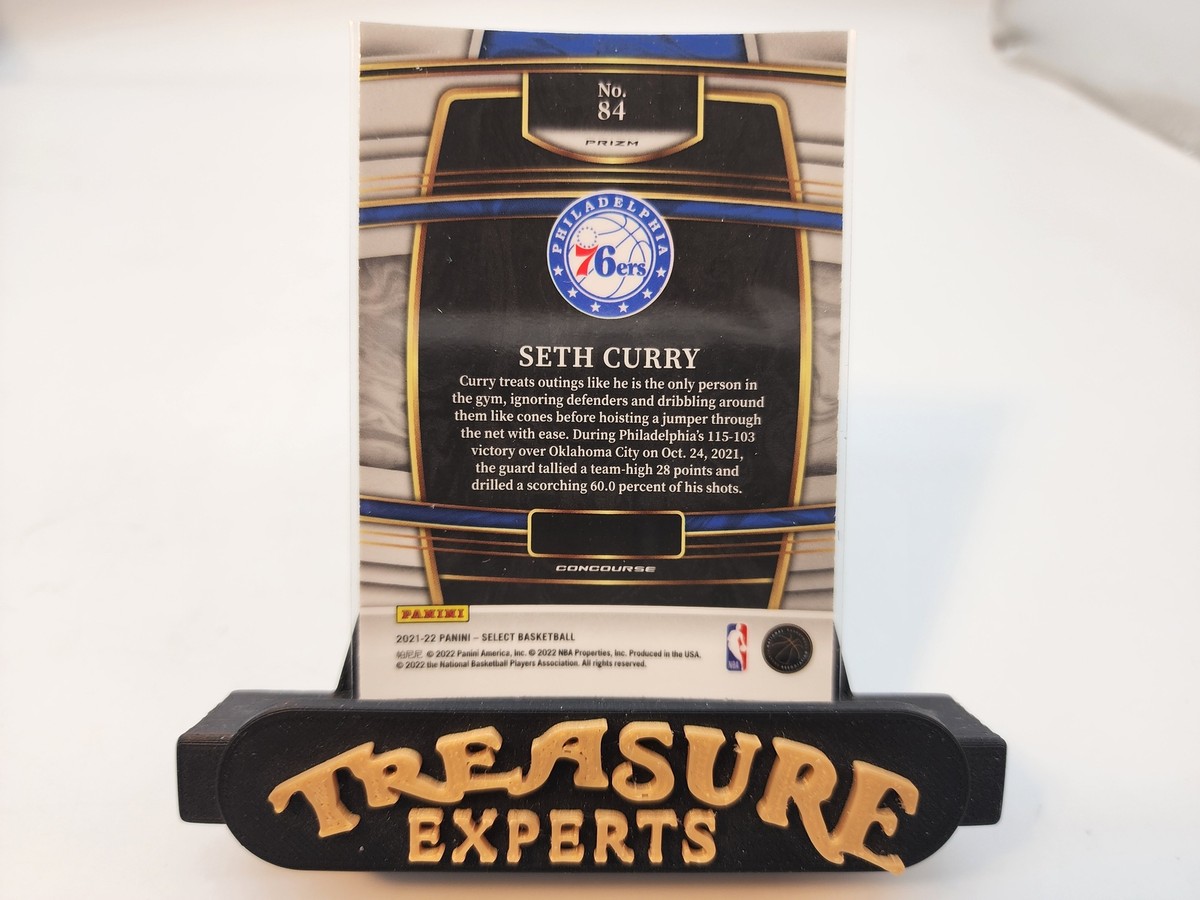 No.
84
PRIZM
PHILADELPHIA
76ers
SETH CURRY
Curry treats outings like he is the only person in
the gym, ignoring defenders and dribbling around
them like cones before hoisting a jumper through
the net with ease. During Philadelphia's 115-103
victory over Oklahoma City on Oct. 24, 2021,
the guard tallied a team-high 28 points and
drilled a scorching 60.0 percent of his shots.
CONCOURSE
PANINI
2021-22 PANINI – SELECT BASKETBALL
帕尼尼 © 2022 Panini America, Inc. © 2022 NBA Properties, Inc. Produced in the USA.
© 2022 the National Basketball Players Association. All rights reserved.
NBA
TREASURE
EXPERTS